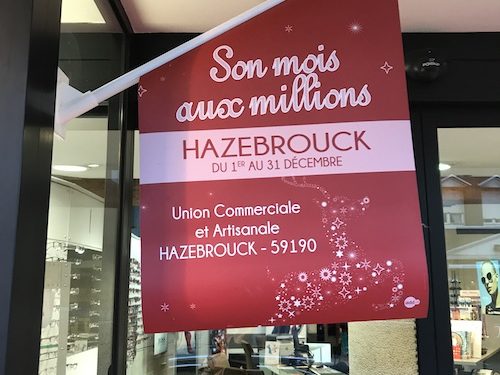 Son mois
aux millions
HAZEBROUCK
DU 1ER AU 31 DÉCEMBRE
Union Commerciale
et Artisanale
HAZEBROUCK - 59190